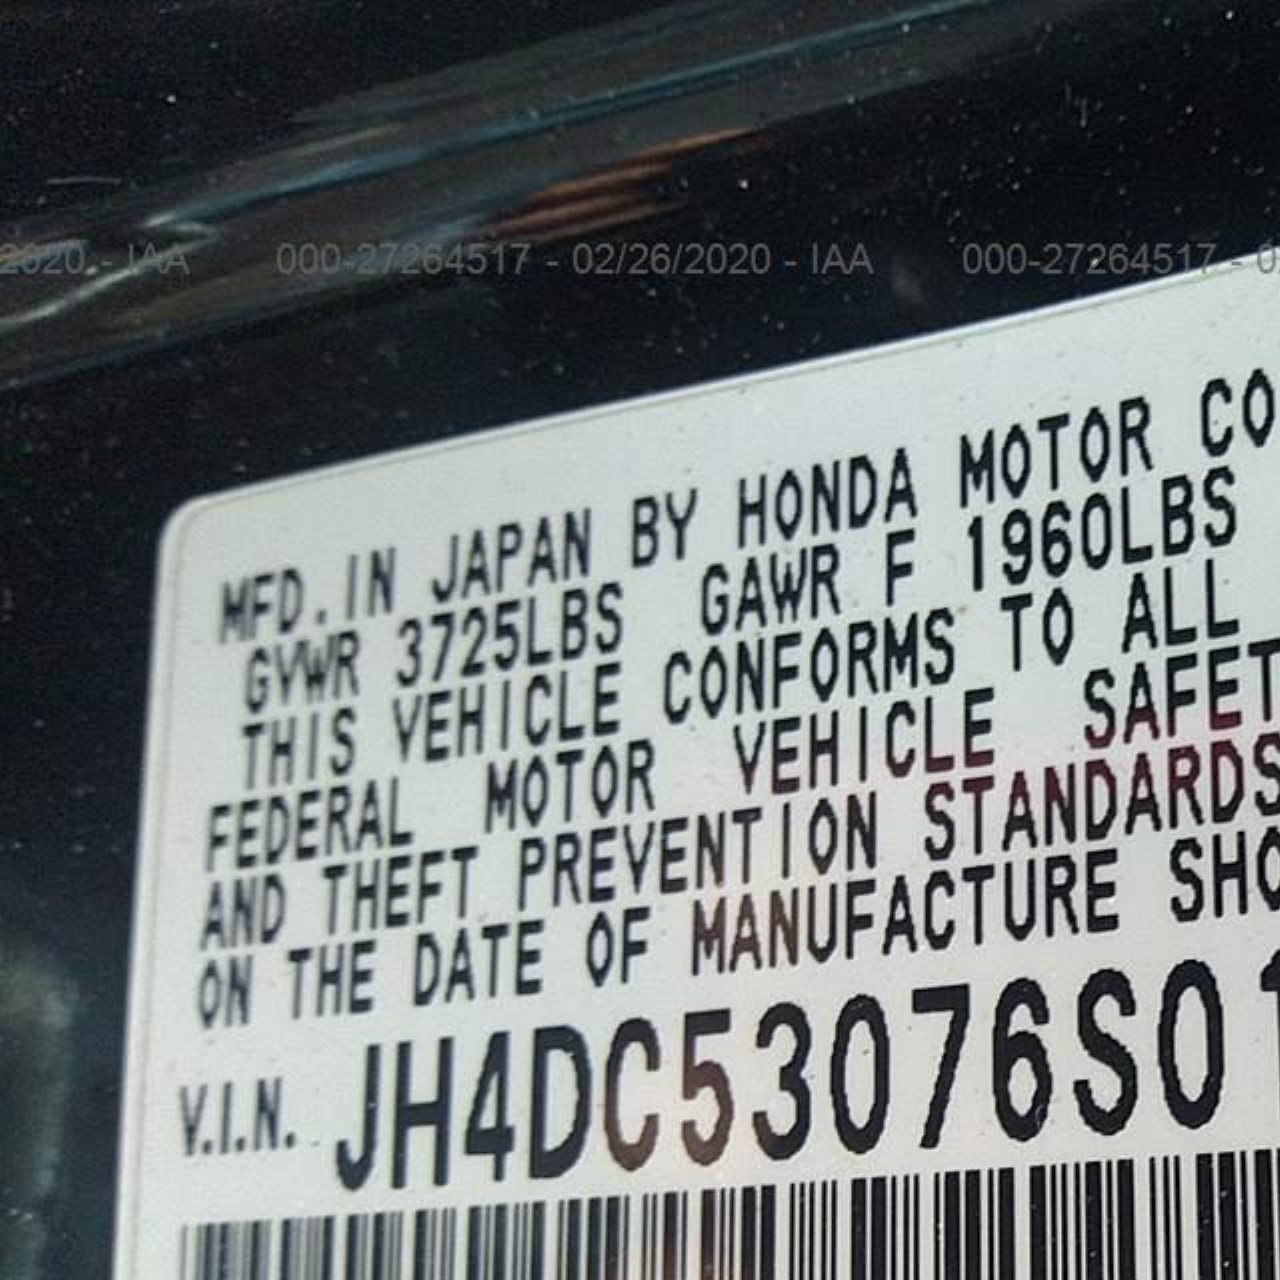 2020 - IAA 000-27264517 - 02/26/2020 - IAA 000-27264517 - 0
MFD. IN JAPAN BY HONDA MOTOR CO
GVWR 3725LBS GAWR F 1960LBS
THIS VEHICLE CONFORMS TO ALL
FEDERAL MOTOR VEHICLE SAFET
AND THEFT PREVENTION STANDARDS
ON THE DATE OF MANUFACTURE SHO
V.I.N. JH4DC53076S01